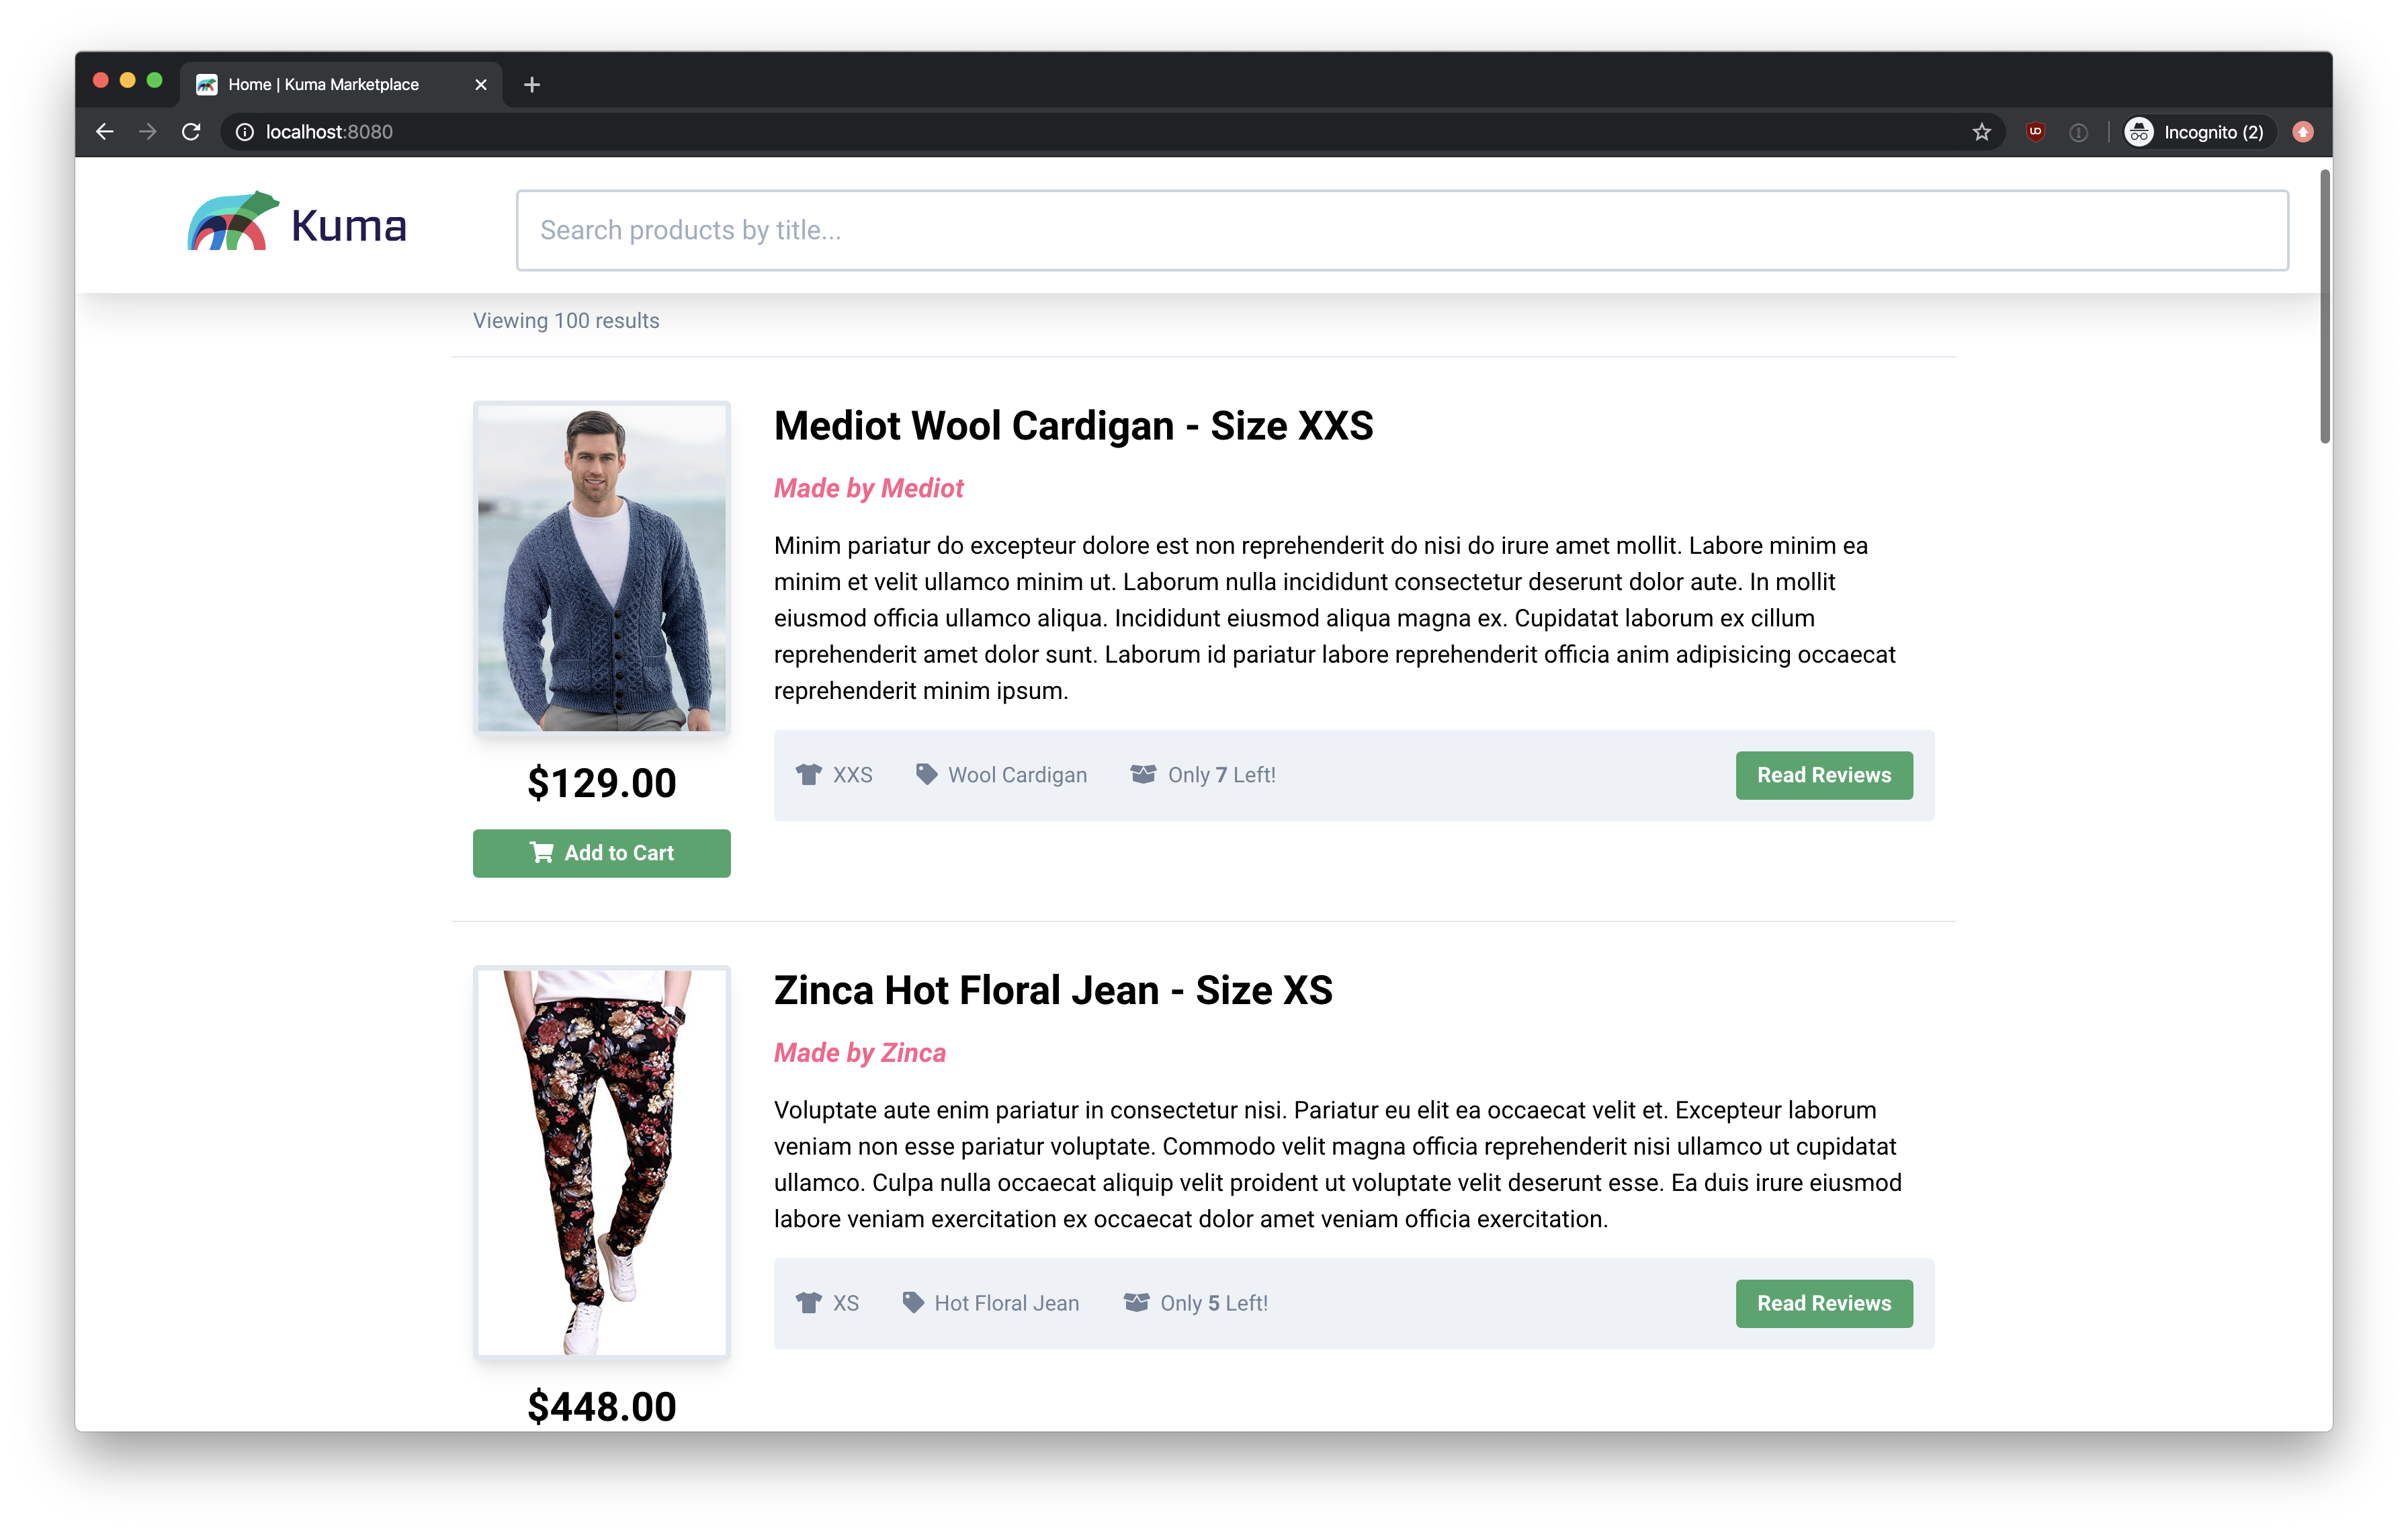 Home | Kuma Marketplace
localhost:8080
Incognito (2)
Kuma
Search products by title...
Viewing 100 results
Mediot Wool Cardigan - Size XXS
Made by Mediot
Minim pariatur do excepteur dolore est non reprehenderit do nisi do irure amet mollit. Labore minim ea
minim et velit ullamco minim ut. Laborum nulla incididunt consectetur deserunt dolor aute. In mollit
eiusmod officia ullamco aliqua. Incididunt eiusmod aliqua magna ex. Cupidatat laborum ex cillum
reprehenderit amet dolor sunt. Laborum id pariatur labore reprehenderit officia anim adipisicing occaecat
reprehenderit minim ipsum.
XXS Wool Cardigan Only 7 Left! Read Reviews
$129.00
Add to Cart
Zinca Hot Floral Jean - Size XS
Made by Zinca
Voluptate aute enim pariatur in consectetur nisi. Pariatur eu elit ea occaecat velit et. Excepteur laborum
veniam non esse pariatur voluptate. Commodo velit magna officia reprehenderit nisi ullamco ut cupidatat
ullamco. Culpa nulla occaecat aliquip velit proident ut voluptate velit deserunt esse. Ea duis irure eiusmod
labore veniam exercitation ex occaecat dolor amet veniam officia exercitation.
XS Hot Floral Jean Only 5 Left! Read Reviews
$448.00